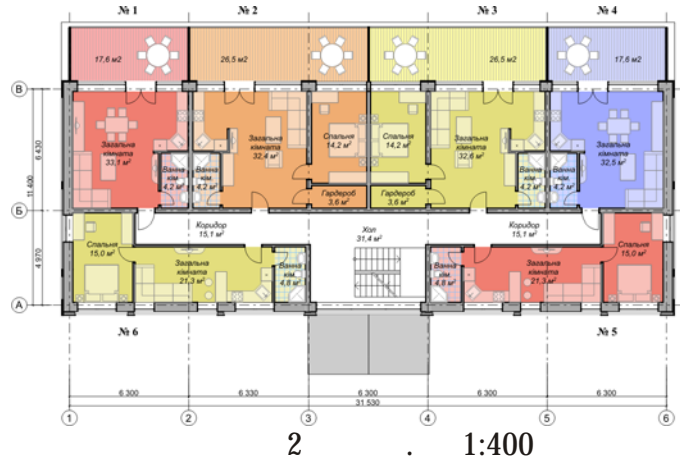 № 1 № 2 № 3 № 4
17,6 м2 26,5 м2 26,5 м2 17,6 м2
В
Загальна кімната 33,1 м²
Ванна кім. 4,2 м²
Ванна кім. 4,2 м²
Загальна кімната 32,4 м²
Спальня 14,2 м²
Спальня 14,2 м²
Загальна кімната 32,6 м²
Ванна кім. 4,2 м²
Ванна кім. 4,2 м²
Загальна кімната 32,5 м²
6 430
11 400
Гардероб 3,6 м²
Гардероб 3,6 м²
Б
4 970
Коридор 15,1 м²
Хол 31,4 м²
Коридор 15,1 м²
Спальня 15,0 м²
Загальна кімната 21,3 м²
Ванна кім. 4,8 м²
Ванна кім. 4,8 м²
Загальна кімната 21,3 м²
Спальня 15,0 м²
А
№ 6 № 5
6 300 6 330 6 300 6 300 6 300
31 530
1 2 3 4 5 6
2 . 1:400